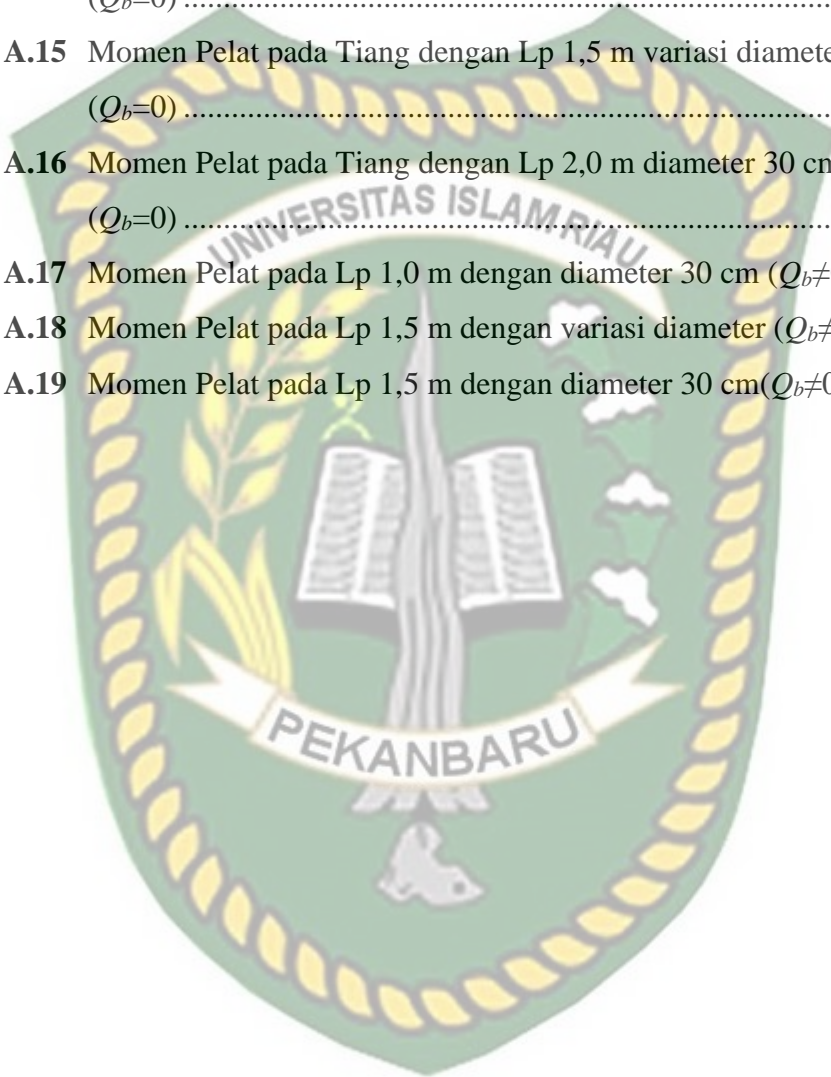 (Qb=0) ........................................................................................
A.15 Momen Pelat pada Tiang dengan Lp 1,5 m variasi
(Qb=0) ........................................................................................
A.16 Momen Pelat pada Tiang dengan Lp 2,0 m diameter 30
(Qb=0) ........................................................................................
UNIVERSITAS ISLAM RIAU
A.17 Momen Pelat pada Lp 1,0 m dengan diameter 30 cm (Qb≠
A.18 Momen Pelat pada Lp 1,5 m dengan variasi diameter (Qb≠
A.19 Momen Pelat pada Lp 1,5 m dengan diameter 30 cm(Qb≠0
PEKANBARU